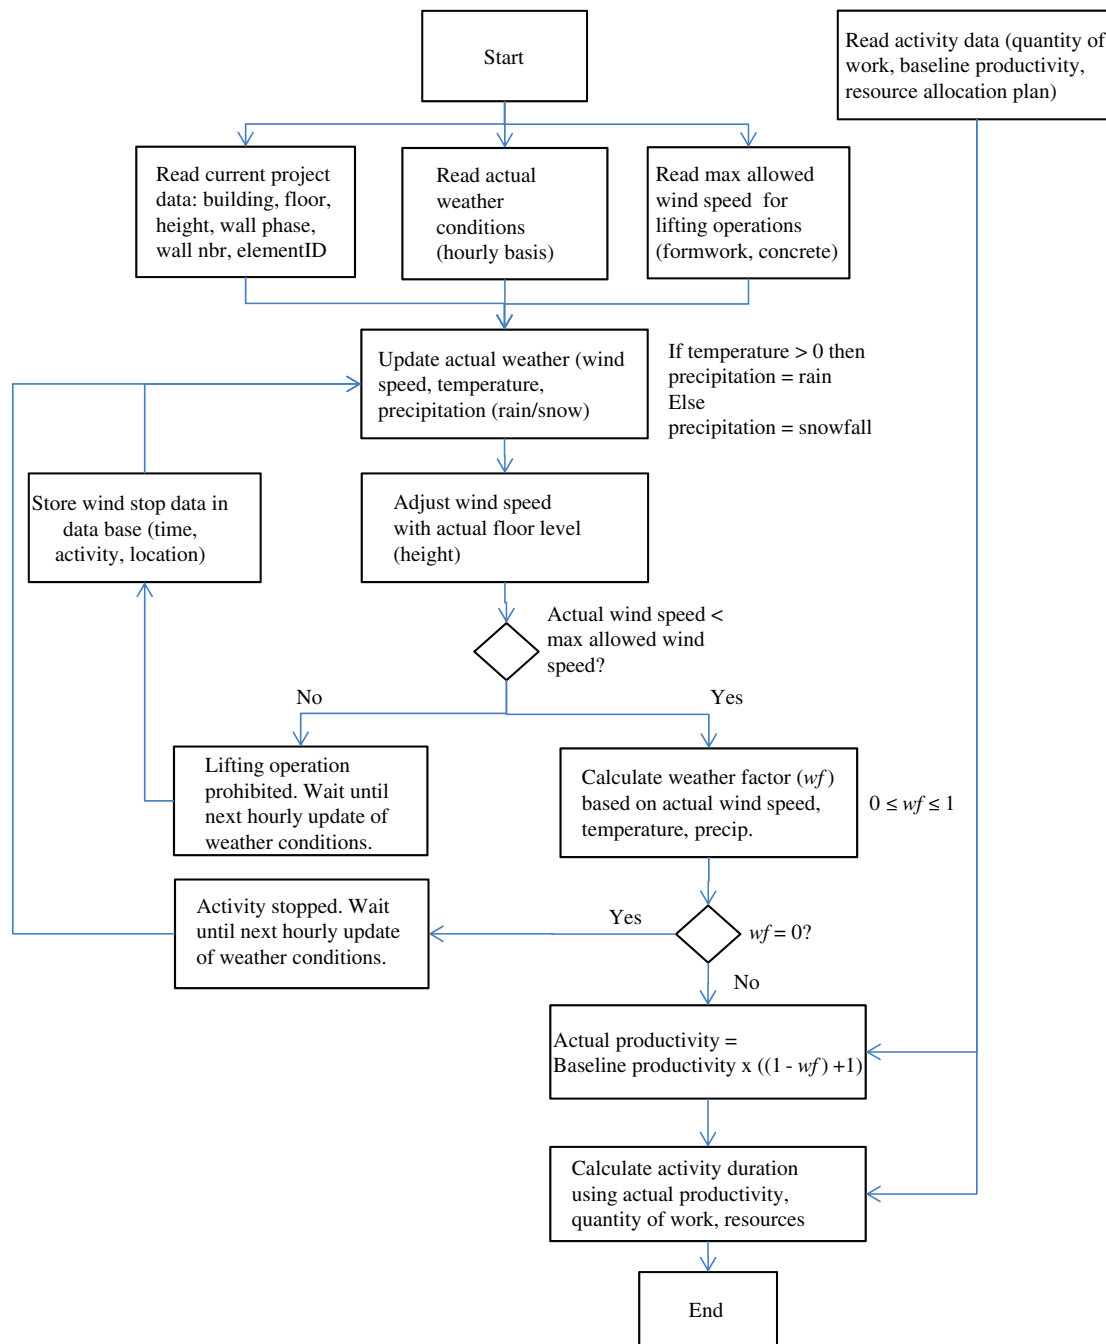 Start
Read activity data (quantity of
work, baseline productivity,
resource allocation plan)
Read current project
data: building, floor,
height, wall phase,
wall nbr, elementID
Read actual
weather
conditions
(hourly basis)
Read max allowed
wind speed for
lifting operations
(formwork, concrete)
Update actual weather (wind
speed, temperature,
precipitation (rain/snow)
If temperature > 0 then
precipitation = rain
Else
precipitation = snowfall
Store wind stop data in
data base (time,
activity, location)
Adjust wind speed
with actual floor level
(height)
Actual wind speed <
max allowed wind
speed?
No
Yes
Lifting operation
prohibited. Wait until
next hourly update of
weather conditions.
Calculate weather factor (wf)
based on actual wind speed,
temperature, precip.
0 ≤ wf ≤ 1
Activity stopped. Wait
until next hourly update
of weather conditions.
Yes
wf = 0?
No
Actual productivity =
Baseline productivity x ((1 - wf) +1)
Calculate activity duration
using actual productivity,
quantity of work, resources
End